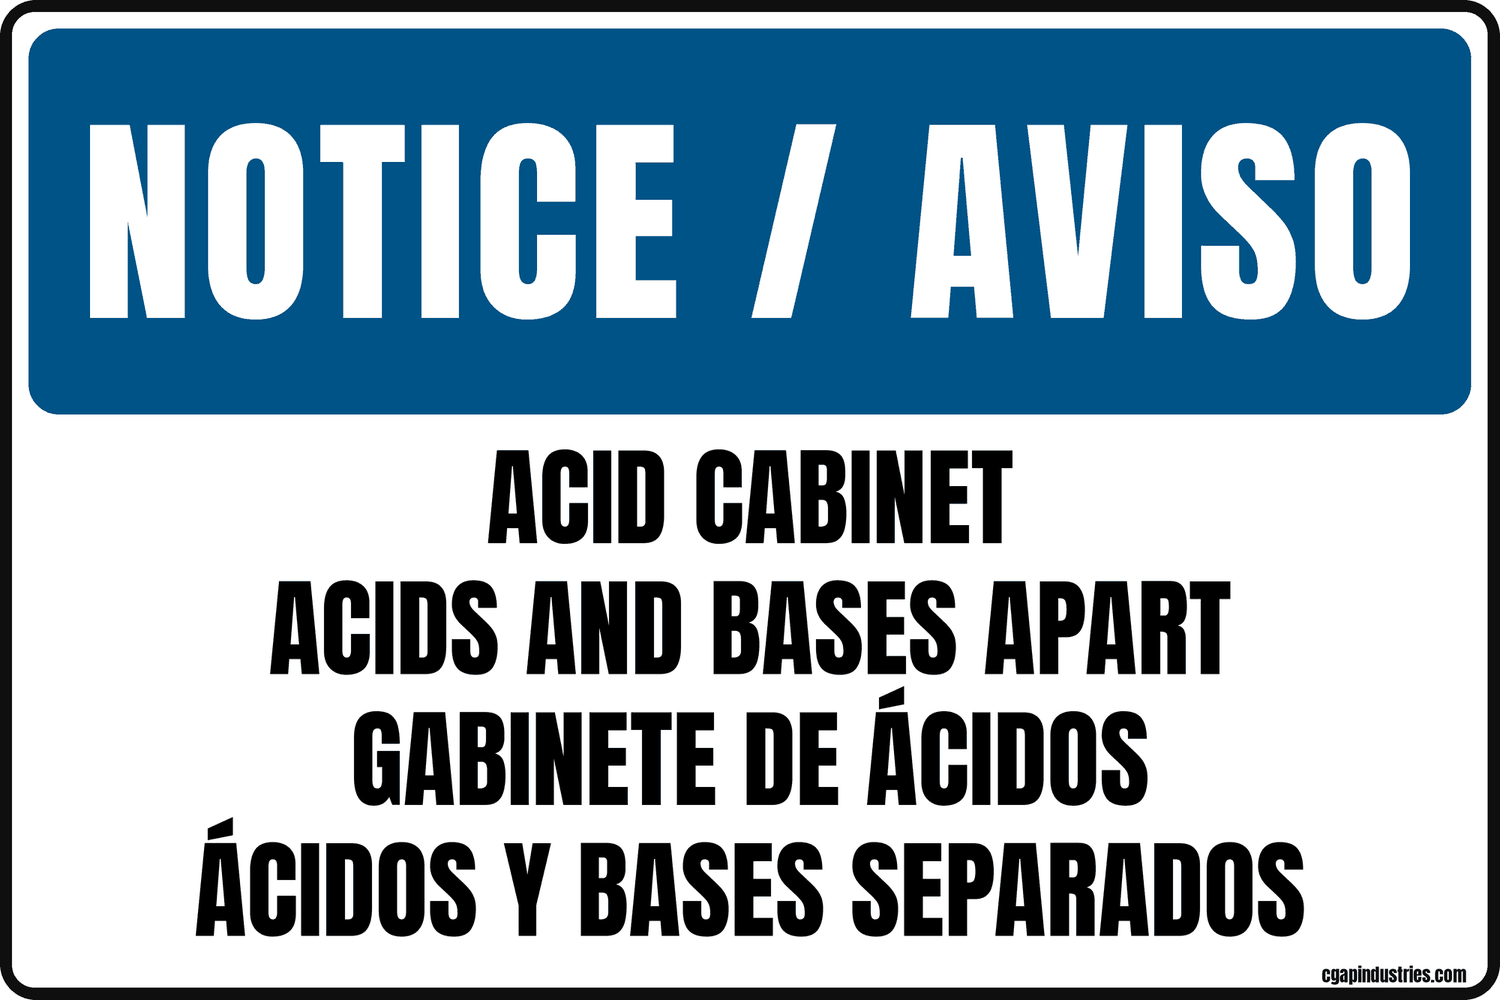 NOTICE / AVISO
ACID CABINET
ACIDS AND BASES APART
GABINETE DE ÁCIDOS
ÁCIDOS Y BASES SEPARADOS
cgapindustries.com